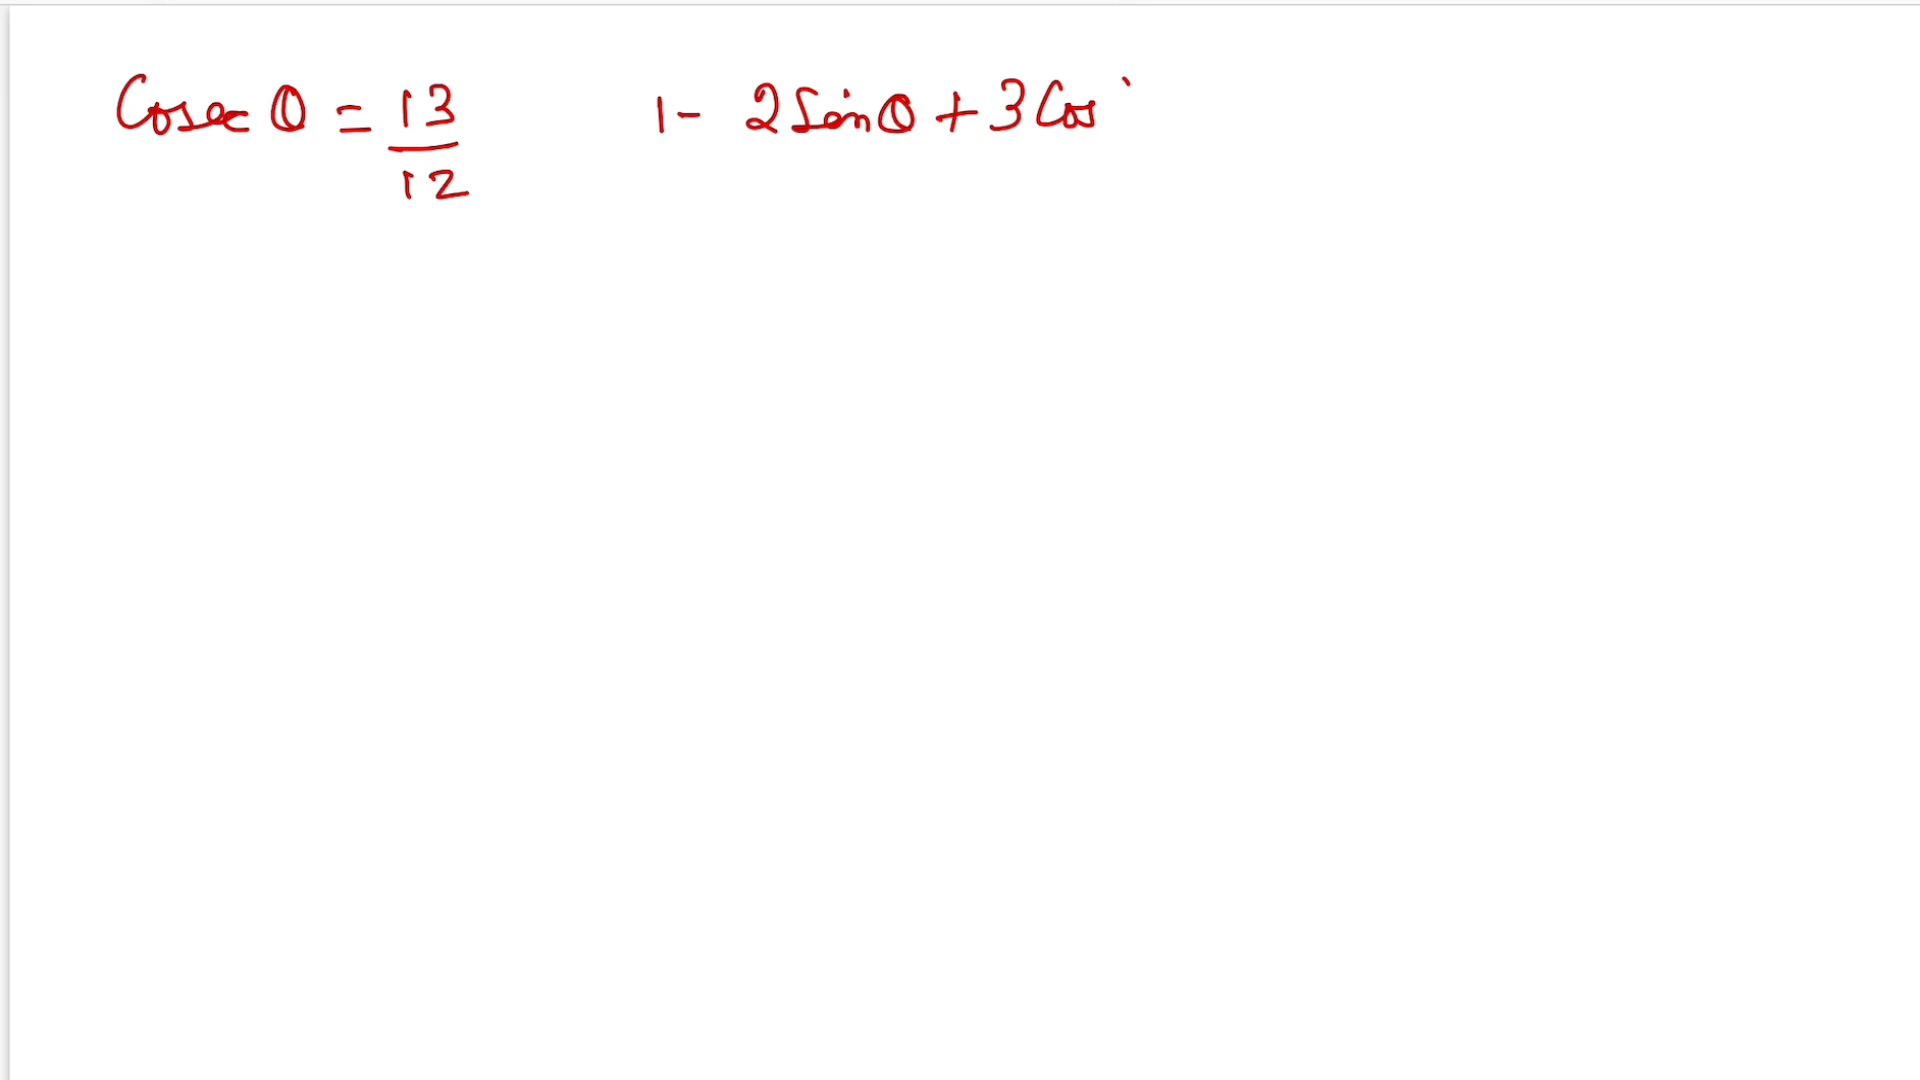 Cosec θ = 13/12    1 - 2 Sin θ + 3 Cos